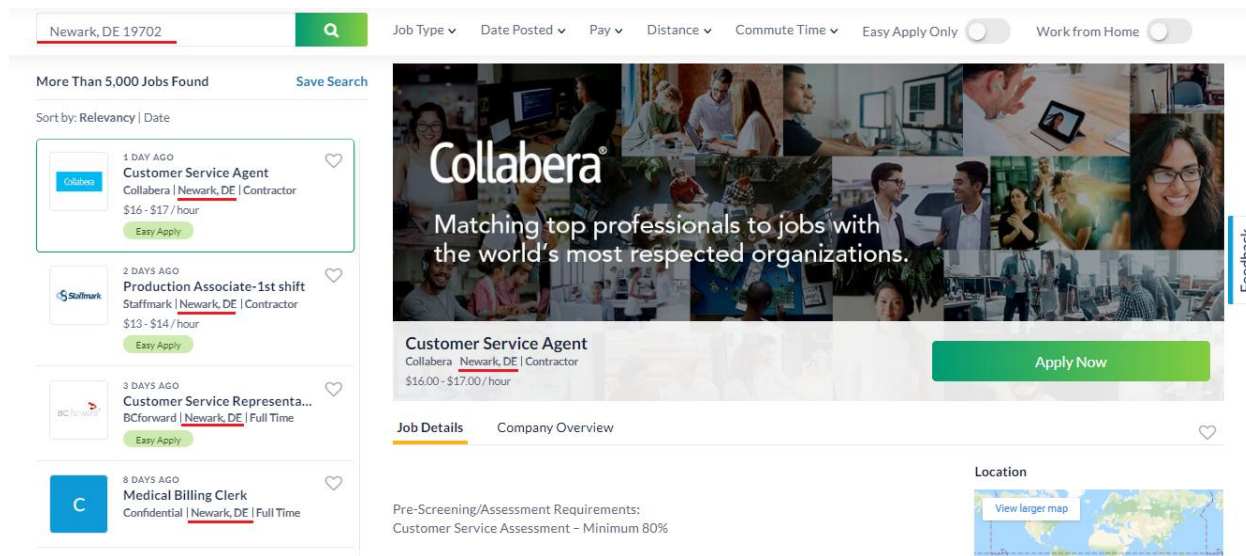 Newark, DE 19702
Job Type
Date Posted
Pay
Distance
Commute Time
Easy Apply Only
Work from Home
More Than 5,000 Jobs Found
Save Search
Sort by: Relevancy | Date
Collabera
1 DAY AGO
Customer Service Agent
Collabera | Newark, DE | Contractor
$16 - $17 / hour
Easy Apply
Staffmark
2 DAYS AGO
Production Associate-1st shift
Staffmark | Newark, DE | Contractor
$13 - $14 / hour
Easy Apply
BCforward
3 DAYS AGO
Customer Service Representa...
BCforward | Newark, DE | Full Time
Easy Apply
C
8 DAYS AGO
Medical Billing Clerk
Confidential | Newark, DE | Full Time
Collabera®
Matching top professionals to jobs with
the world's most respected organizations.
Customer Service Agent
Collabera Newark, DE | Contractor
$16.00 - $17.00 / hour
Apply Now
Job Details
Company Overview
Pre-Screening/Assessment Requirements:
Customer Service Assessment – Minimum 80%
Location
View larger map
Feedback